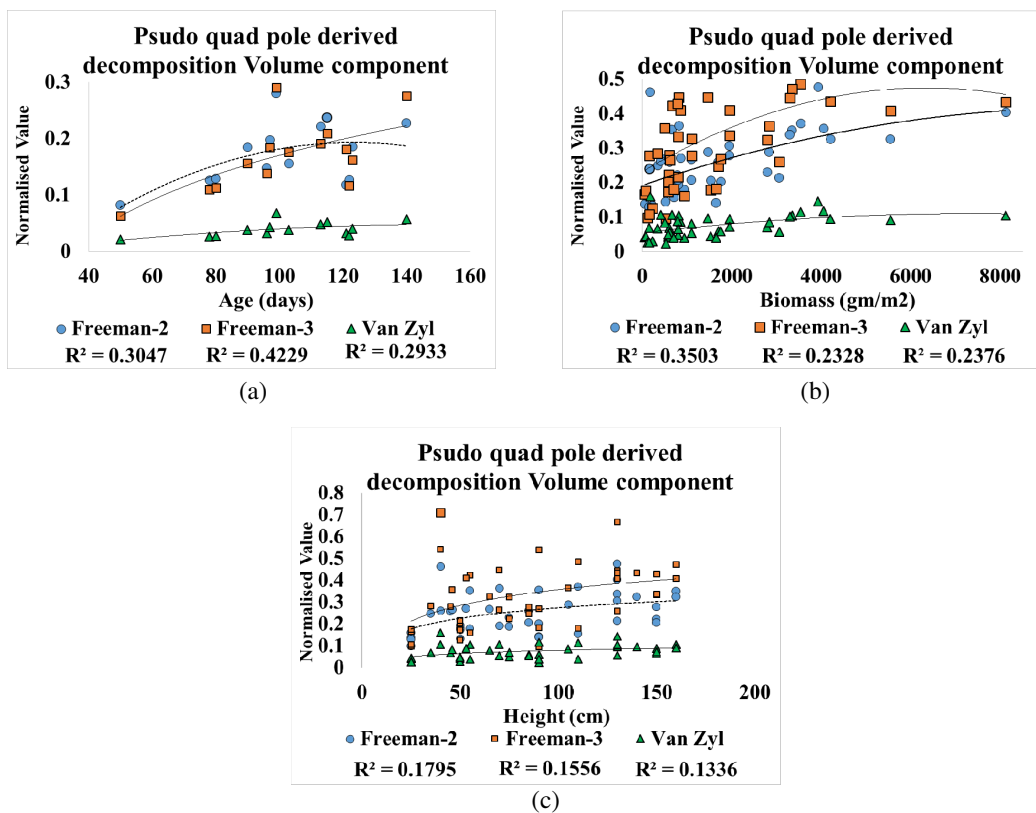 Psudo quad pole derived
decomposition Volume component
0.3
0.2
0.1
0
Normalised Value
40 60 80 100 120 140 160
Age (days)
Freeman-2 Freeman-3 Van Zyl
R² = 0.3047 R² = 0.4229 R² = 0.2933
(a)
Psudo quad pole derived
decomposition Volume component
0.5
0.4
0.3
0.2
0.1
0
Normalised Value
0 2000 4000 6000 8000
Biomass (gm/m2)
Freeman-2 Freeman-3 Van Zyl
R² = 0.3503 R² = 0.2328 R² = 0.2376
(b)
Psudo quad pole derived
decomposition Volume component
0.8
0.7
0.6
0.5
0.4
0.3
0.2
0.1
0
Normalised Value
0 50 100 150 200
Height (cm)
Freeman-2 Freeman-3 Van Zyl
R² = 0.1795 R² = 0.1556 R² = 0.1336
(c)